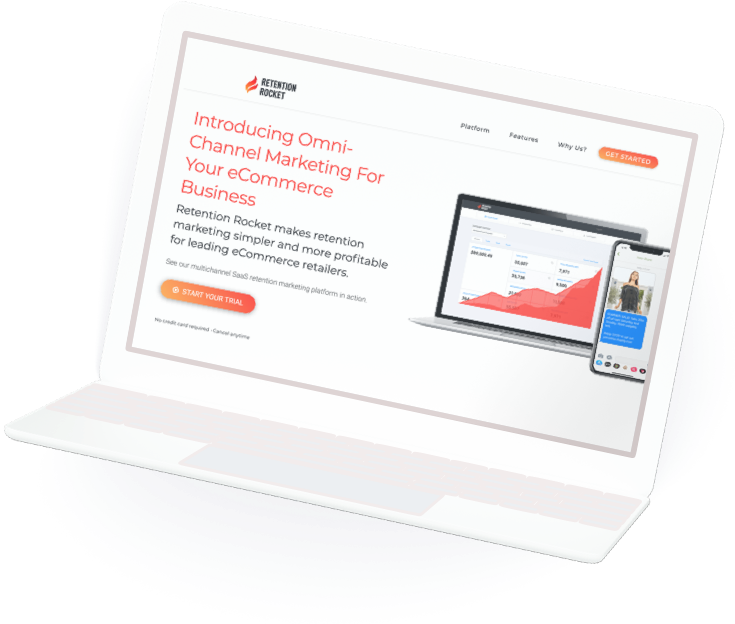 RETENTION
ROCKET
Platform
Features
Why Us?
GET STARTED
Introducing Omni-
Channel Marketing For
Your eCommerce
Business
Retention Rocket makes retention
marketing simpler and more profitable
for leading eCommerce retailers.
See our multichannel SaaS retention marketing platform in action.
START YOUR TRIAL
No credit card required - Cancel anytime